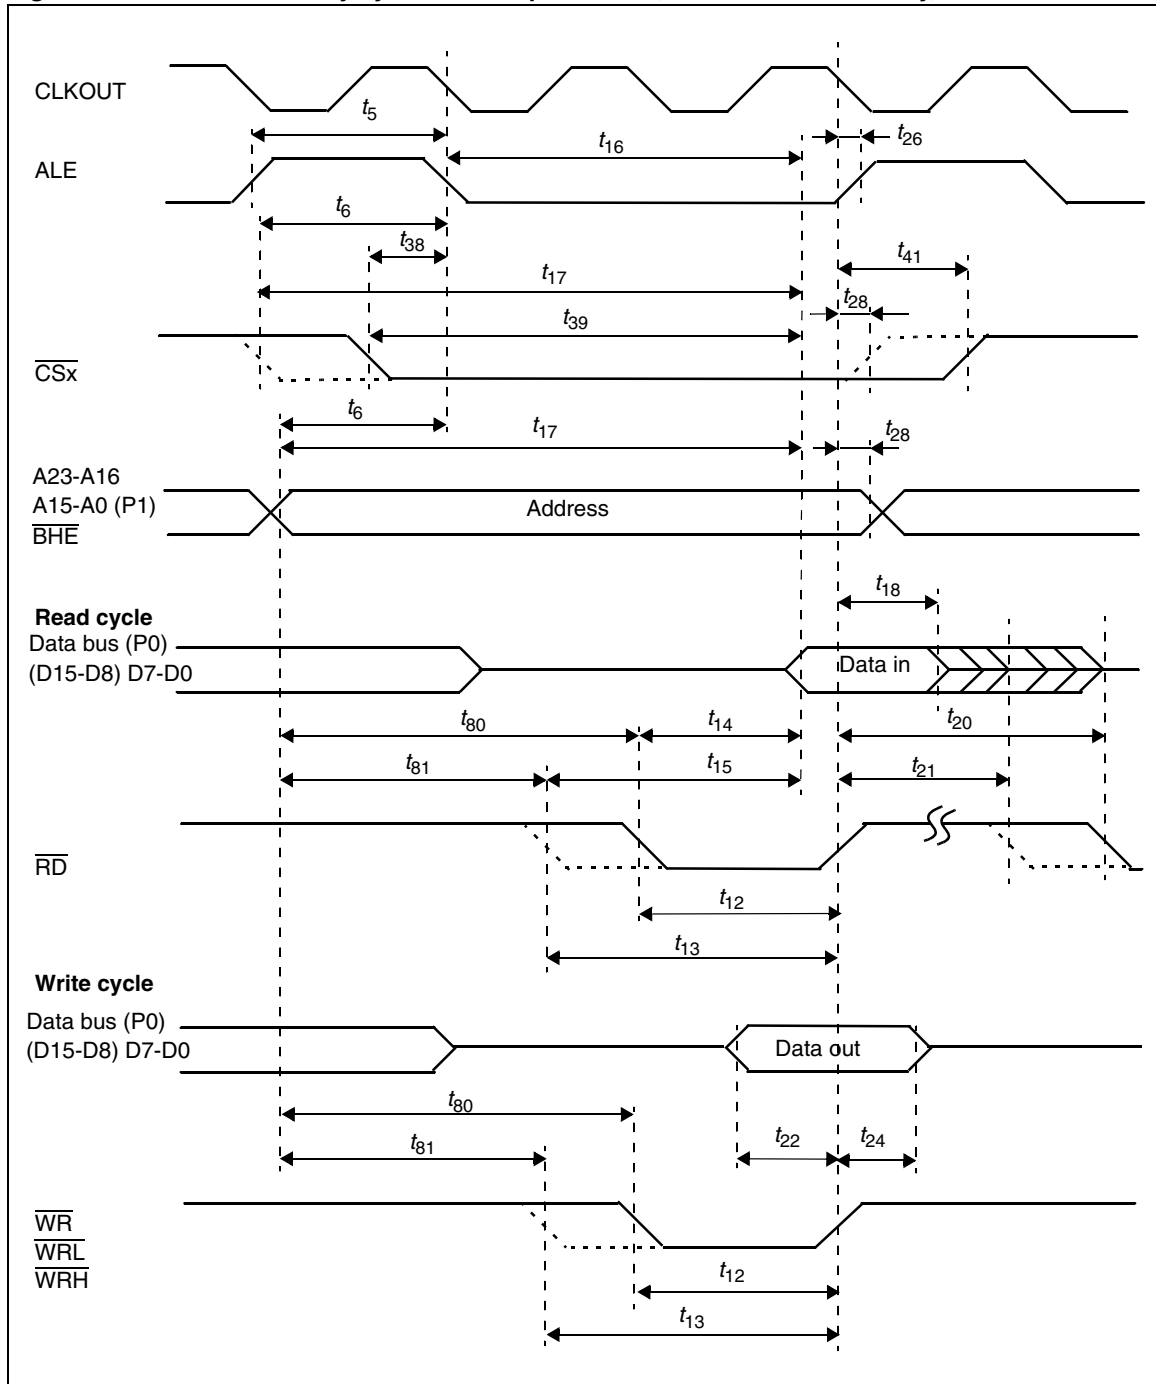 CLKOUT
t5
t16
t26
ALE
t6
t38
t41
t17
t28
t39
CSx
t6
t17
t28
A23-A16
A15-A0 (P1)
Address
BHE
t18
Read cycle
Data bus (P0)
(D15-D8) D7-D0
Data in
t80
t14
t20
t81
t15
t21
RD
t12
t13
Write cycle
Data bus (P0)
(D15-D8) D7-D0
Data out
t80
t81
t22
t24
WR
WRL
WRH
t12
t13